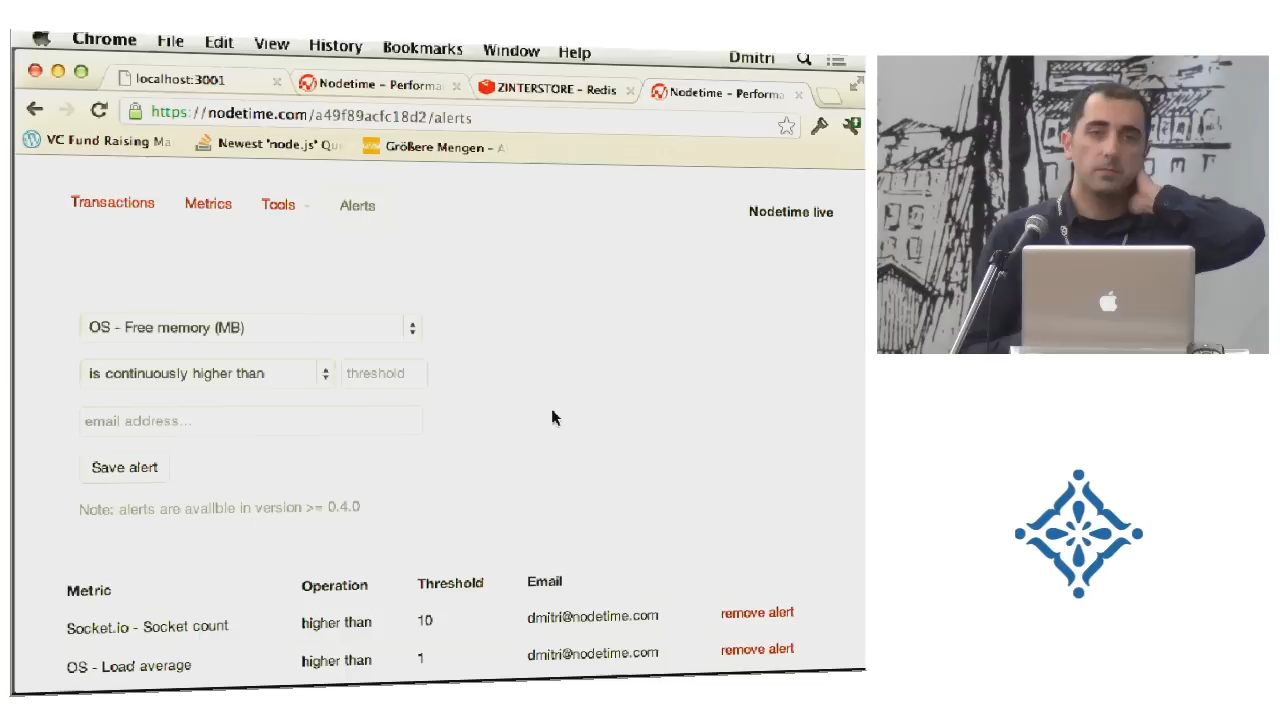 Chrome File Edit View History Bookmarks Window Help Dmitri
localhost:3001 Nodetime - Performa ZINTERSTORE - Redis Nodetime - Performa
https://nodetime.com/a49f89acfc18d2/alerts
VC Fund Raising Ma Newest 'node.js' Qu Größere Mengen -
Transactions Metrics Tools Alerts Nodetime live
OS - Free memory (MB)
is continuously higher than threshold
email address...
Save alert
Note: alerts are availble in version >= 0.4.0
Metric Operation Threshold Email
Socket.io - Socket count higher than 10 dmitri@nodetime.com remove alert
OS - Load average higher than 1 dmitri@nodetime.com remove alert